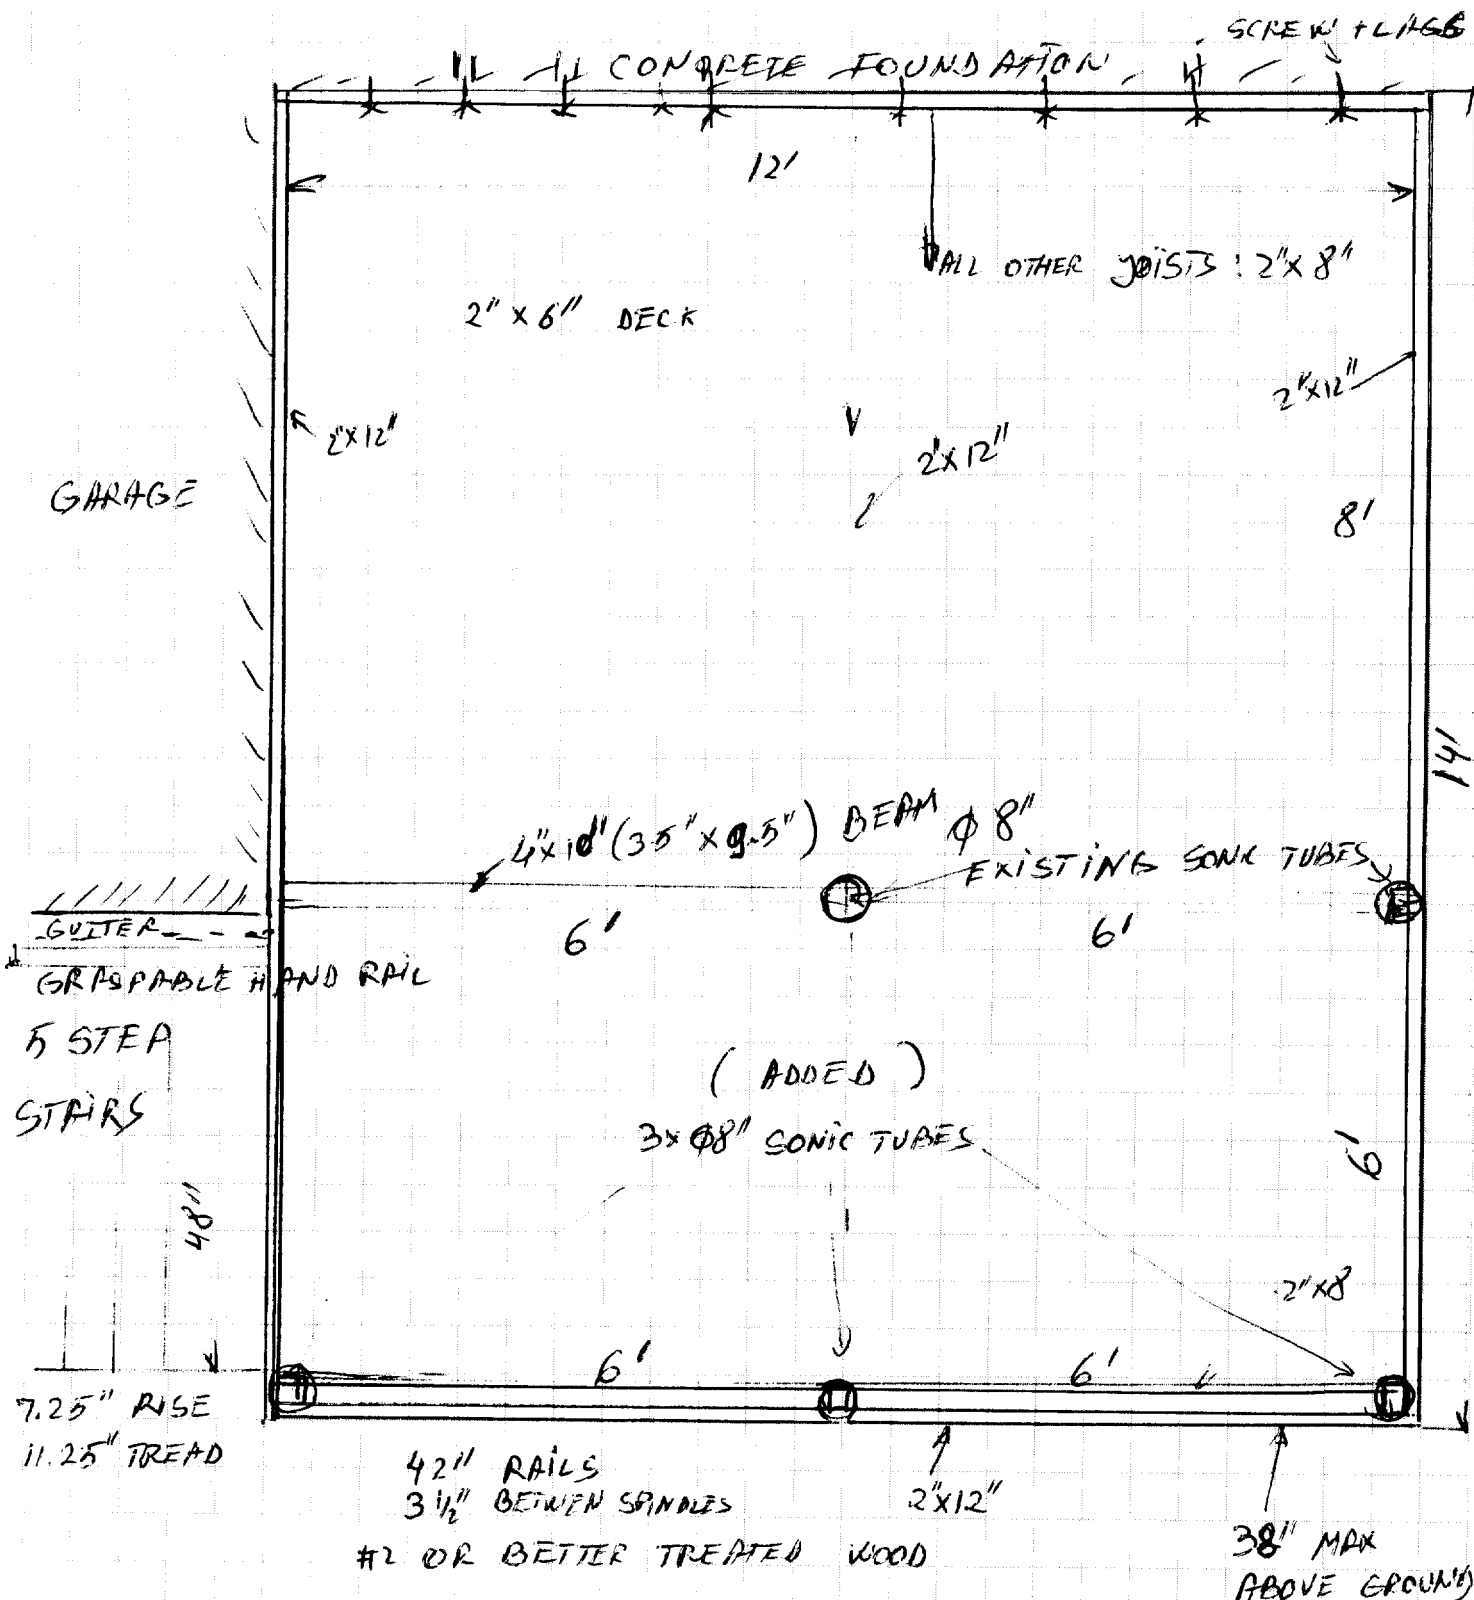 SCREW + LAGG
CONCRETE FOUNDATION
12'
ALL OTHER JOISTS : 2"X 8"
2" X 6" DECK
2"X12"
2"X12"
2"X12"
GARAGE
8'
14'
4"x10" (3.5" x 9.5") BEAM φ 8"
EXISTING SONIC TUBES
GUTTER
6'
6'
GRASPABLE HAND RAIL
5 STEP
STAIRS
( ADDED )
3x φ8" SONIC TUBES
6'
48"
2"x8
6'
6'
7.25" RISE
11.25" TREAD
42" RAILS
3 1/2" BETWEN SPINDLES
2"X12"
#2 OR BETTER TREATED WOOD
38" MAX
ABOVE GROUND